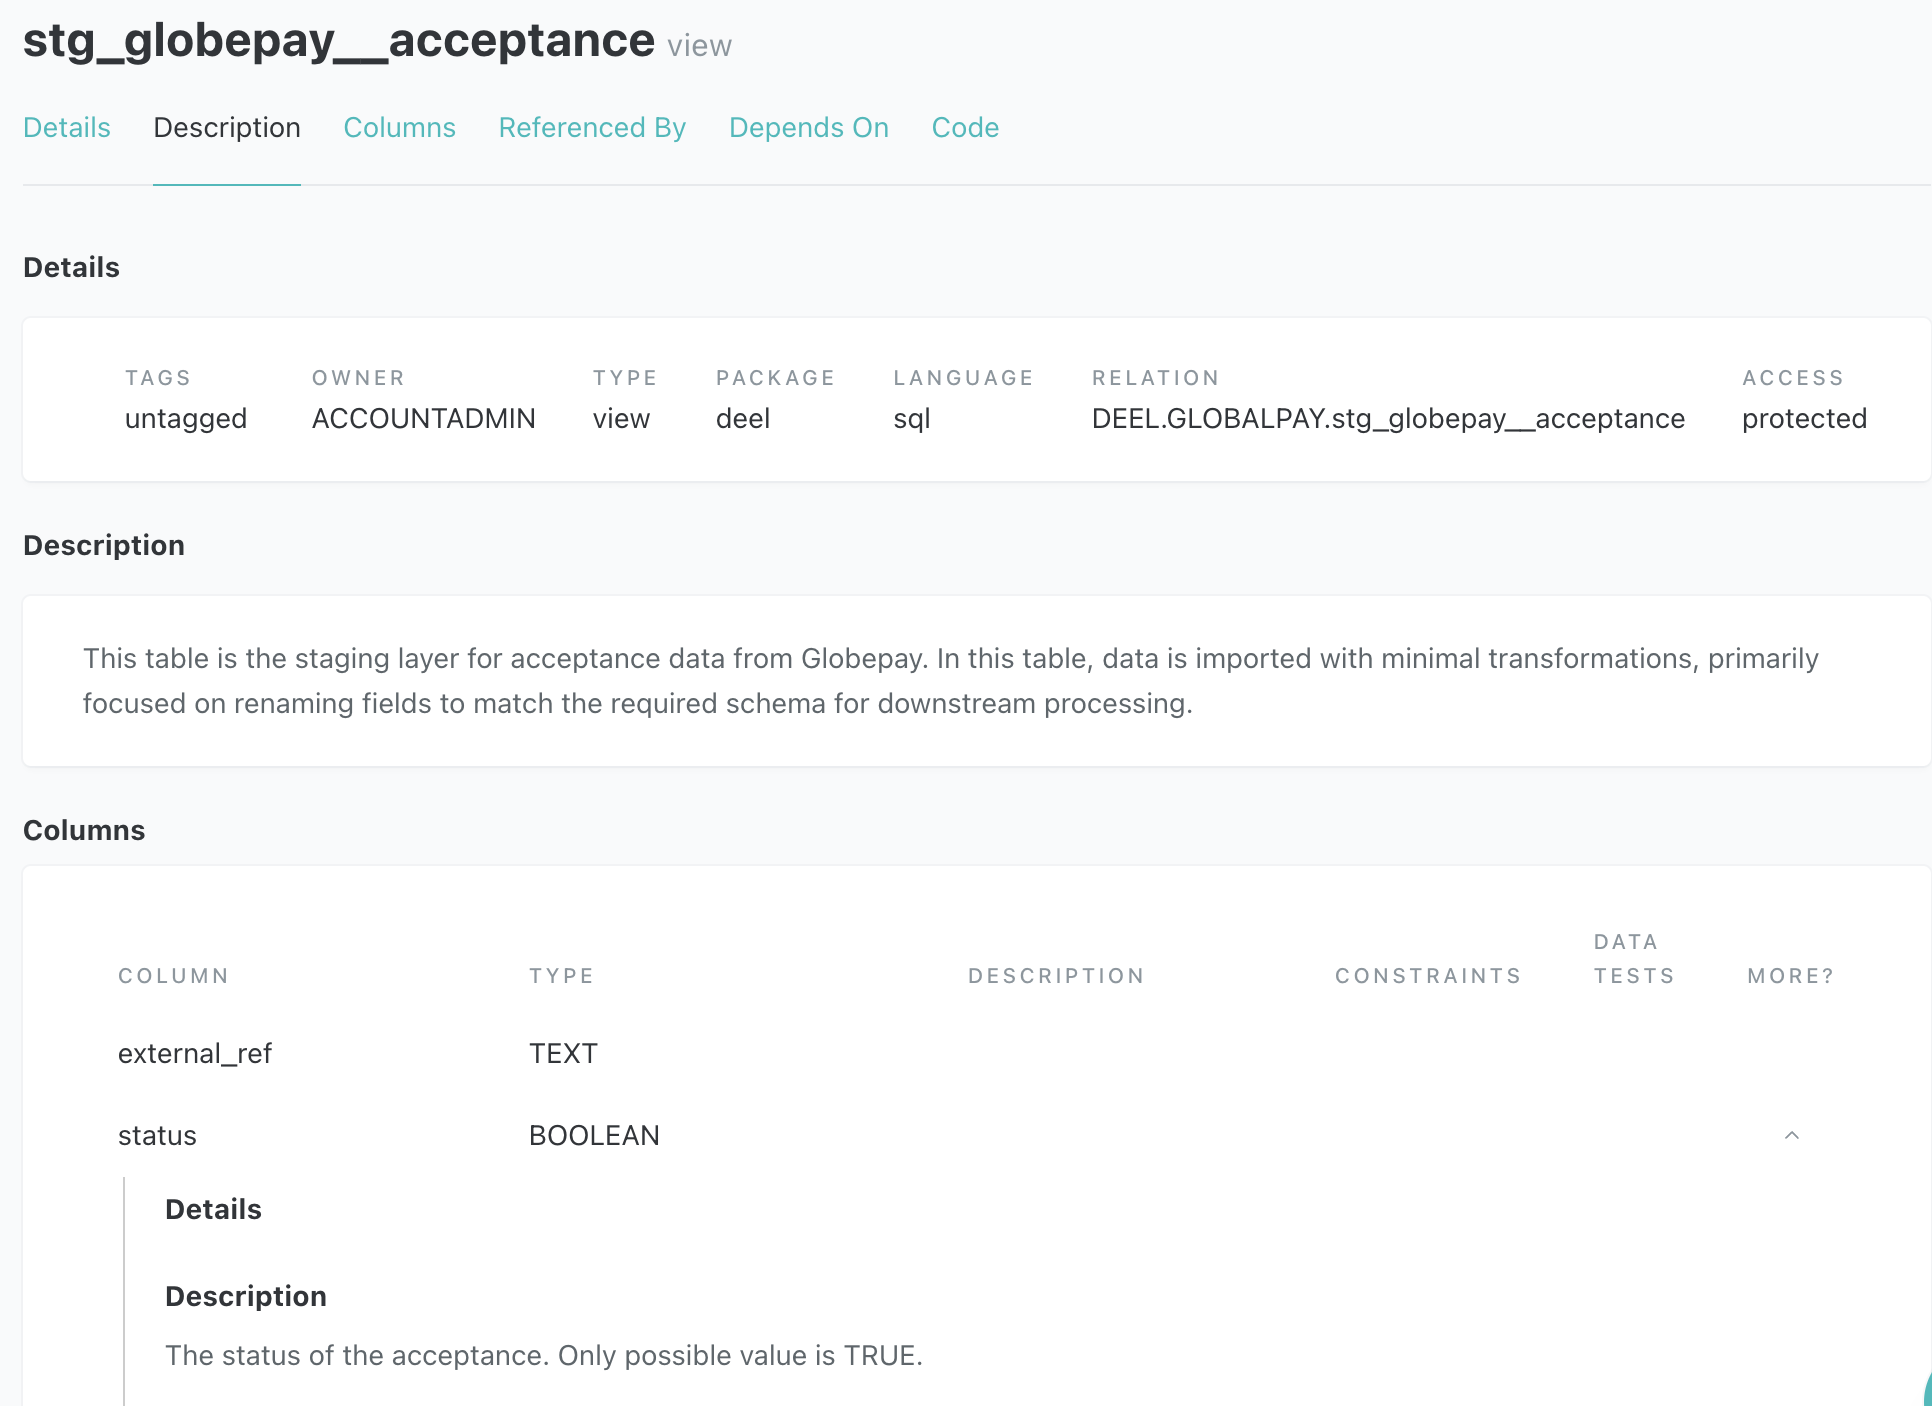 stg_globepay__acceptance view
Details Description Columns Referenced By Depends On Code
Details
TAGS OWNER TYPE PACKAGE LANGUAGE RELATION ACCESS
untagged ACCOUNTADMIN view deel sql DEEL.GLOBALPAY.stg_globepay__acceptance protected
Description
This table is the staging layer for acceptance data from Globepay. In this table, data is imported with minimal transformations, primarily
focused on renaming fields to match the required schema for downstream processing.
Columns
COLUMN TYPE DESCRIPTION CONSTRAINTS DATA TESTS MORE?
external_ref TEXT
status BOOLEAN
Details
Description
The status of the acceptance. Only possible value is TRUE.